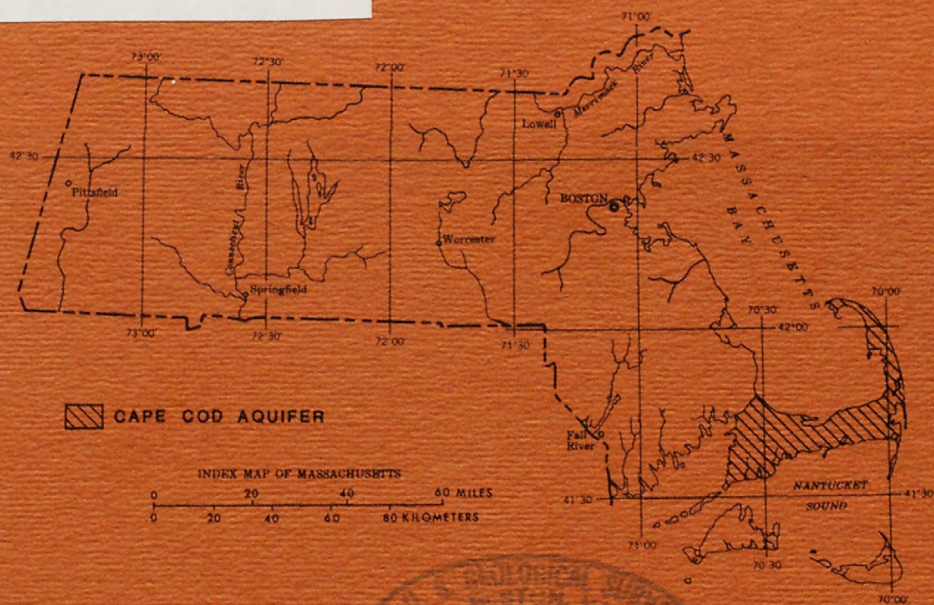 71°00'
73°00'
72°30'
72°00'
71°30'
Merrimack River
Lowell
42°30'
42°30'
MASSACHUSETTS BAY
Pittsfield
Connecticut River
BOSTON
Worcester
Springfield
70°30'
70°00'
42°00'
73°00'
72°30'
72°00'
71°30'
CAPE COD AQUIFER
Fall River
INDEX MAP OF MASSACHUSETTS
0 20 40 60 MILES
0 20 40 60 80 KILOMETERS
NANTUCKET
SOUND
41°30'
41°30'
71°00'
70°30'
70°00'
U. S. GEOLOGICAL SURVEY